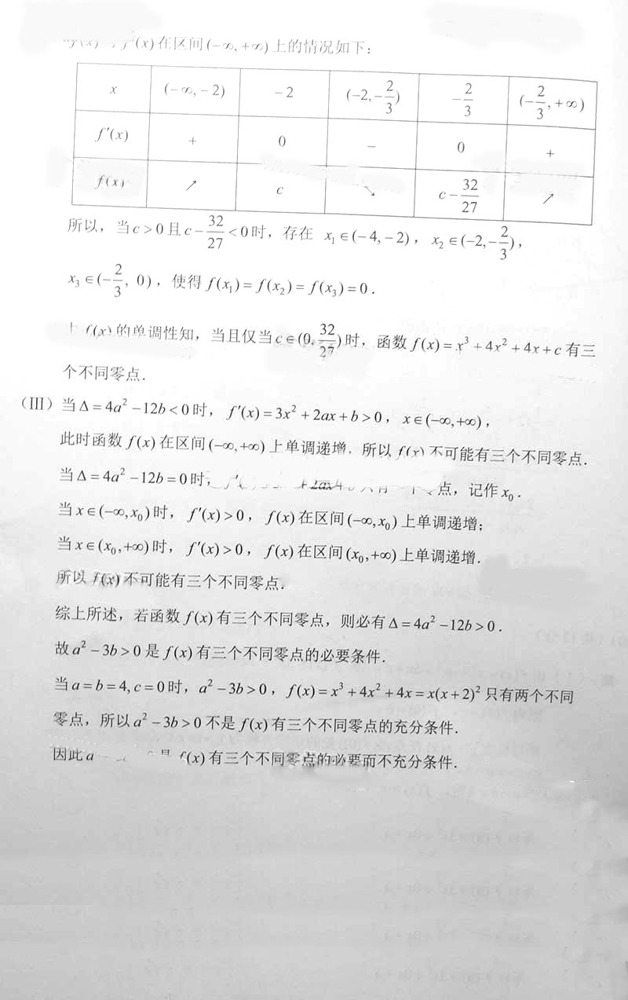 (x)在区间(−∞, +∞)上的情况如下:
x (−∞, −2) −2 (−2, −2/3) −2/3 (−2/3, +∞)
f′(x) + 0 − 0 +
f(x) ↗ c ↘ c − 32/27 ↗
所以，当c > 0且c − 32/27 < 0时，存在 x₁ ∈ (−4, −2)，x₂ ∈ (−2, −2/3)，
x₃ ∈ (−2/3, 0)，使得 f(x₁) = f(x₂) = f(x₃) = 0.
f(x)的单调性知，当且仅当c ∈ (0, 32/27)时，函数 f(x) = x³ + 4x² + 4x + c 有三
个不同零点.
(III) 当Δ = 4a² − 12b < 0时，f′(x) = 3x² + 2ax + b > 0，x ∈ (−∞, +∞)，
此时函数 f(x) 在区间(−∞, +∞) 上单调递增，所以 f(x) 不可能有三个不同零点.
当Δ = 4a² − 12b = 0时， + 2ax + 点，记作 x₀.
当 x ∈ (−∞, x₀) 时，f′(x) > 0，f(x) 在区间(−∞, x₀) 上单调递增;
当 x ∈ (x₀, +∞) 时，f′(x) > 0，f(x) 在区间(x₀, +∞) 上单调递增.
所以 f(x) 不可能有三个不同零点.
综上所述，若函数 f(x) 有三个不同零点，则必有Δ = 4a² − 12b > 0.
故 a² − 3b > 0 是 f(x) 有三个不同零点的必要条件.
当 a = b = 4, c = 0时，a² − 3b > 0，f(x) = x³ + 4x² + 4x = x(x + 2)² 只有两个不同
零点，所以 a² − 3b > 0 不是 f(x) 有三个不同零点的充分条件.
因此 a 是 f(x) 有三个不同零点的必要而不充分条件.